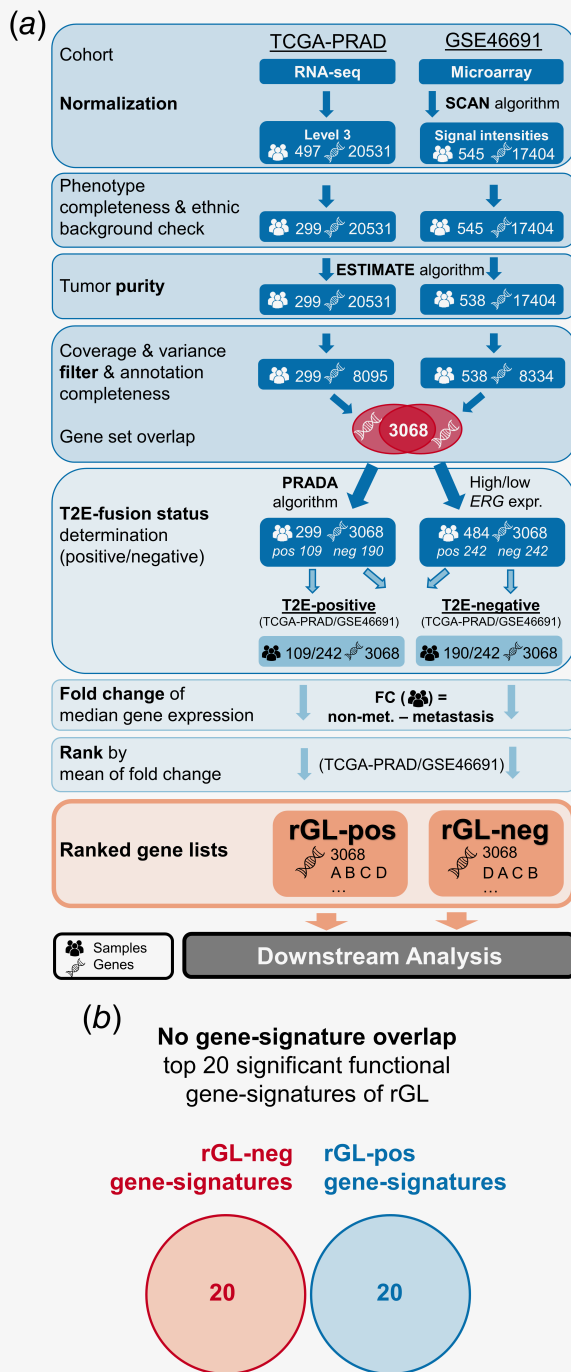 (a)
Cohort
TCGA-PRAD
GSE46691
RNA-seq
Microarray
Normalization
SCAN algorithm
Level 3
497 20531
Signal intensities
545 17404
Phenotype
completeness & ethnic
background check
299 20531
545 17404
ESTIMATE algorithm
Tumor purity
299 20531
538 17404
Coverage & variance
filter & annotation
completeness
299 8095
538 8334
Gene set overlap
3068
PRADA
algorithm
High/low
ERG expr.
T2E-fusion status
determination
(positive/negative)
299 3068
pos 109 neg 190
484 3068
pos 242 neg 242
T2E-positive
(TCGA-PRAD/GSE46691)
T2E-negative
(TCGA-PRAD/GSE46691)
109/242 3068
190/242 3068
Fold change of
median gene expression
FC ( ) =
non-met. – metastasis
Rank by
mean of fold change
(TCGA-PRAD/GSE46691)
Ranked gene lists
rGL-pos
3068
A B C D
...
rGL-neg
3068
D A C B
...
Samples
Genes
Downstream Analysis
(b)
No gene-signature overlap
top 20 significant functional
gene-signatures of rGL
rGL-neg
gene-signatures
rGL-pos
gene-signatures
20
20